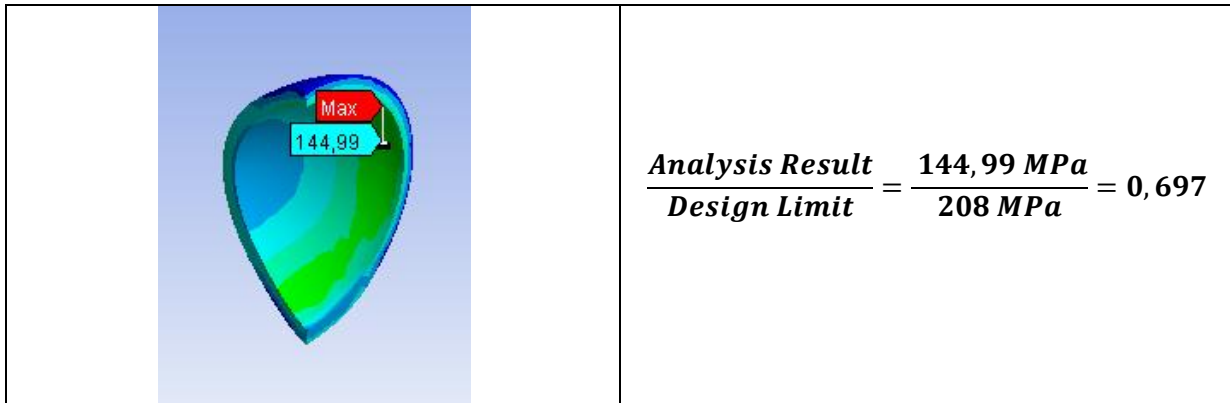 Max
144,99
Analysis Result / Design Limit = 144,99 MPa / 208 MPa = 0,697